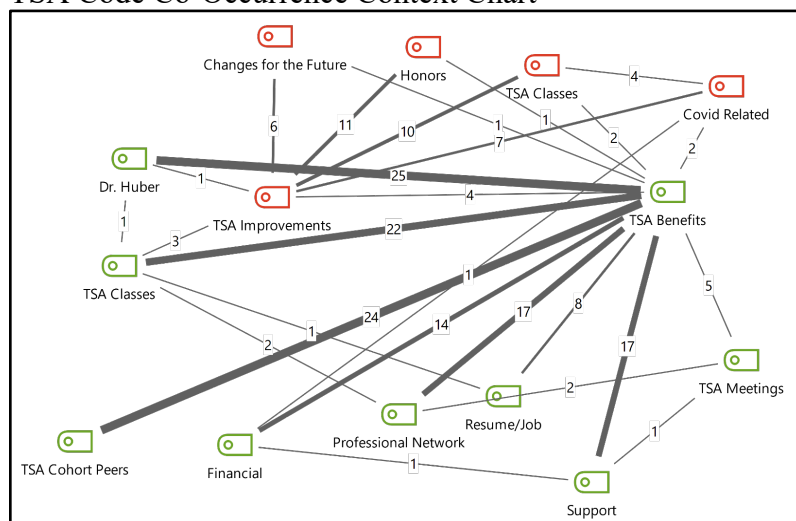 TSA Code Co-Occurrence Context Chart
Changes for the Future
Honors
TSA Classes
4
Covid Related
6
11
10
1
1
2
7
2
Dr. Huber
1
25
4
TSA Improvements
TSA Benefits
1
3
22
TSA Classes
1
5
24
1
2
14
17
8
17
2
TSA Meetings
Resume/Job
Professional Network
1
TSA Cohort Peers
Financial
1
Support